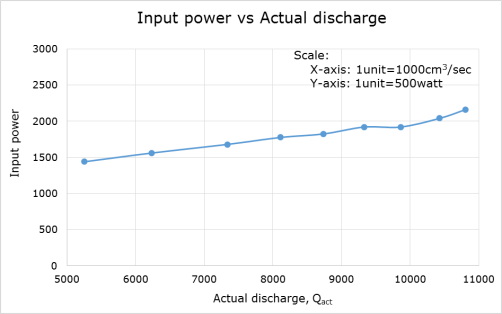 Input power vs Actual discharge
Scale:
X-axis: 1unit=1000cm³/sec
Y-axis: 1unit=500watt
3000
2500
2000
1500
1000
500
0
Input power
5000 6000 7000 8000 9000 10000 11000
Actual discharge, Qact